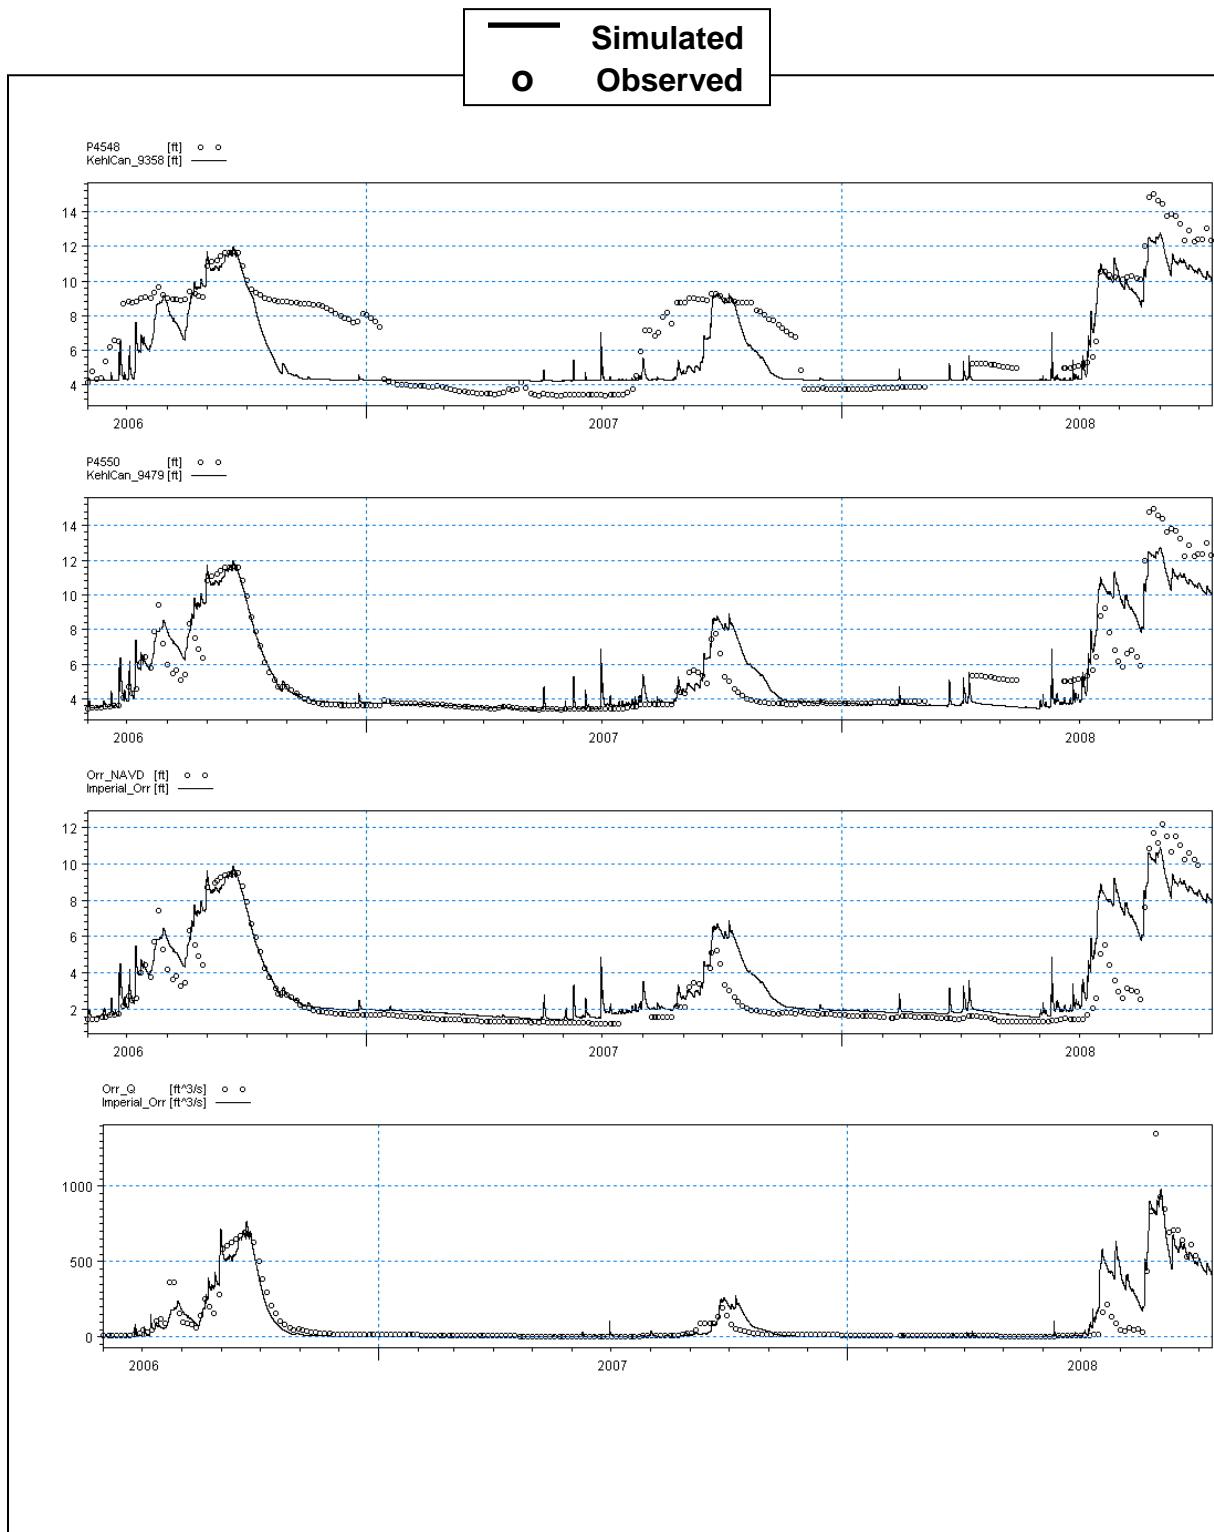 Simulated
o Observed
P4548 [ft]
KehlCan_9358 [ft]
14
12
10
8
6
4
2006 2007 2008
P4550 [ft]
KehlCan_9479 [ft]
14
12
10
8
6
4
2006 2007 2008
Orr_NAVD [ft]
Imperial_Orr [ft]
12
10
8
6
4
2
2006 2007 2008
Orr_Q [ft^3/s]
Imperial_Orr [ft^3/s]
1000
500
0
2006 2007 2008